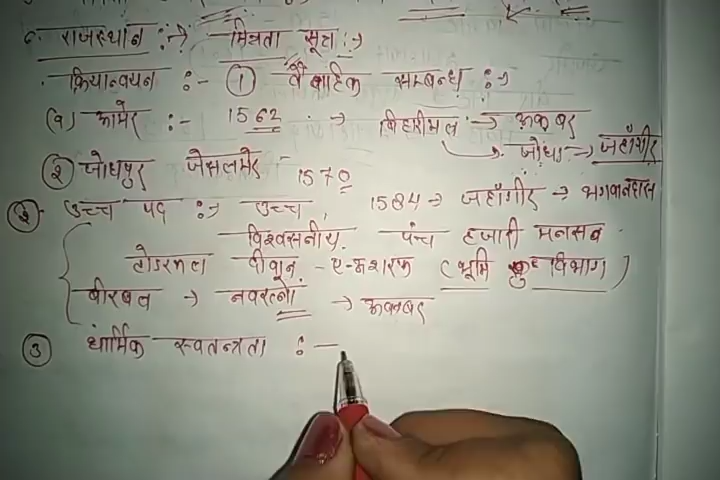 राजस्थान :→ मित्रता सूत्र :→
क्रियान्वयन :- ① वैवाहिक सम्बन्ध :→
(१) आमेर :- 1562 → बिहारीमल → अकबर
जोधा → जहाँगीर
② जोधपुर जैसलमेर - 1570
1584 → जहाँगीर → भगवानदास
उच्च पद :→ उच्च, विश्वसनीय. पंच हजारी मनसब
टोडरमल दीवान - ए-अशरफ (भूमि विभाग)
बीरबल → नवरत्नों → अकबर
③ धार्मिक स्वतन्त्रता :—